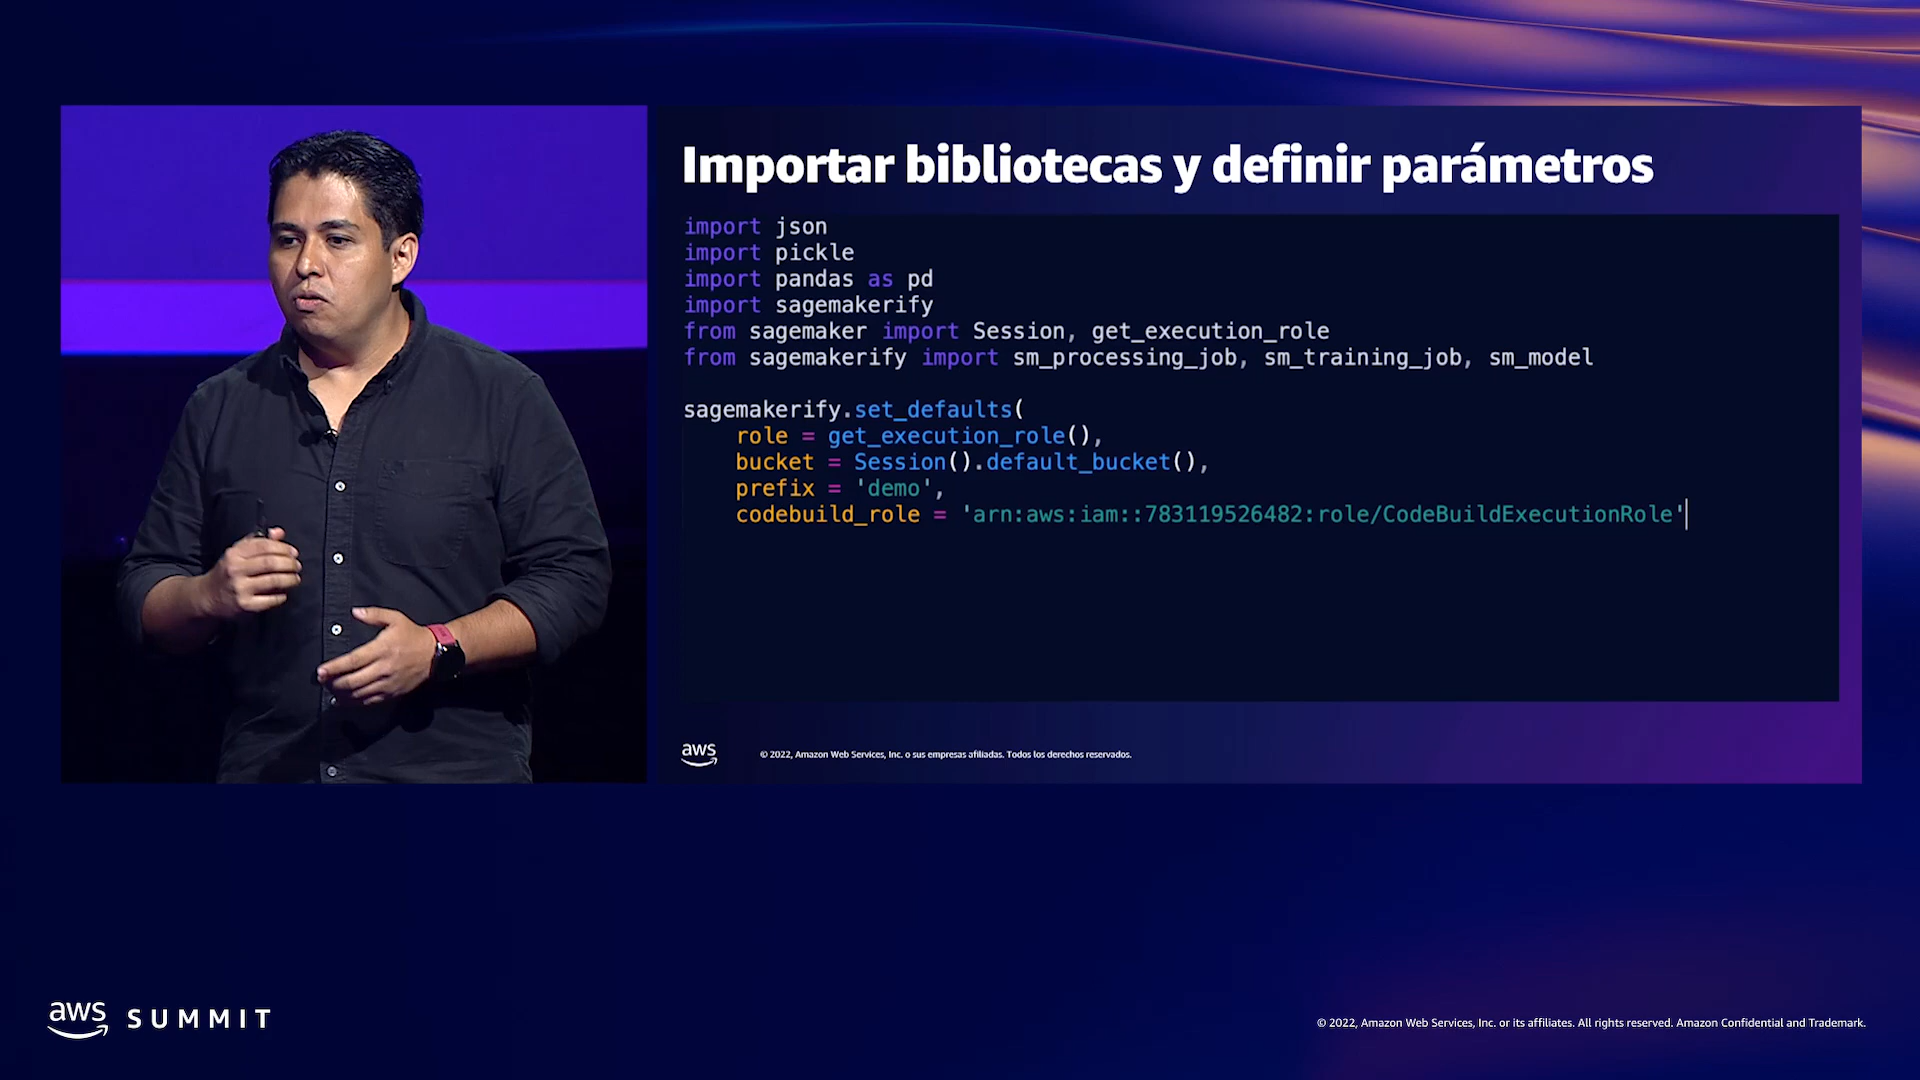 Importar bibliotecas y definir parámetros
import json
import pickle
import pandas as pd
import sagemakerify
from sagemaker import Session, get_execution_role
from sagemakerify import sm_processing_job, sm_training_job, sm_model
sagemakerify.set_defaults(
    role = get_execution_role(),
    bucket = Session().default_bucket(),
    prefix = 'demo',
    codebuild_role = 'arn:aws:iam::783119526482:role/CodeBuildExecutionRole'
aws
© 2022, Amazon Web Services, Inc. o sus empresas afiliadas. Todos los derechos reservados.
aws SUMMIT
© 2022, Amazon Web Services, Inc. or its affiliates. All rights reserved. Amazon Confidential and Trademark.